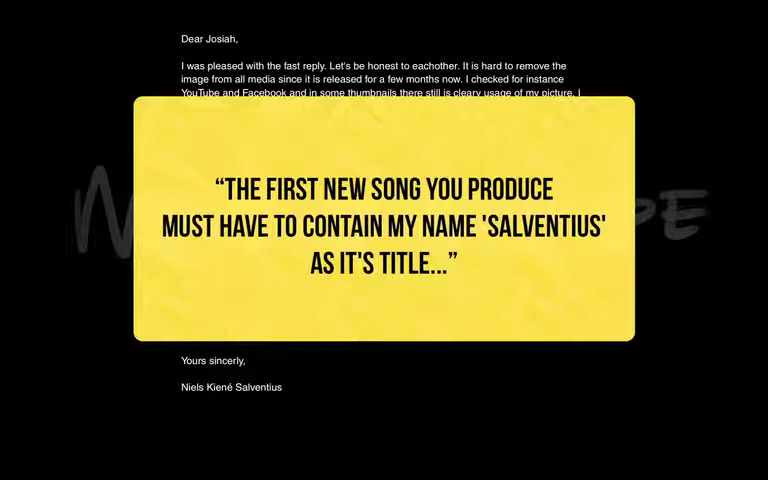 Dear Josiah,
I was pleased with the fast reply. Let's be honest to eachother. It is hard to remove the
image from all media since it is released for a few months now. I checked for instance
YouTube and Facebook and in some thumbnails there still is cleary usage of my picture. I
“THE FIRST NEW SONG YOU PRODUCE
MUST HAVE TO CONTAIN MY NAME 'SALVENTIUS'
AS IT'S TITLE...”
Yours sincerly,
Niels Kiené Salventius